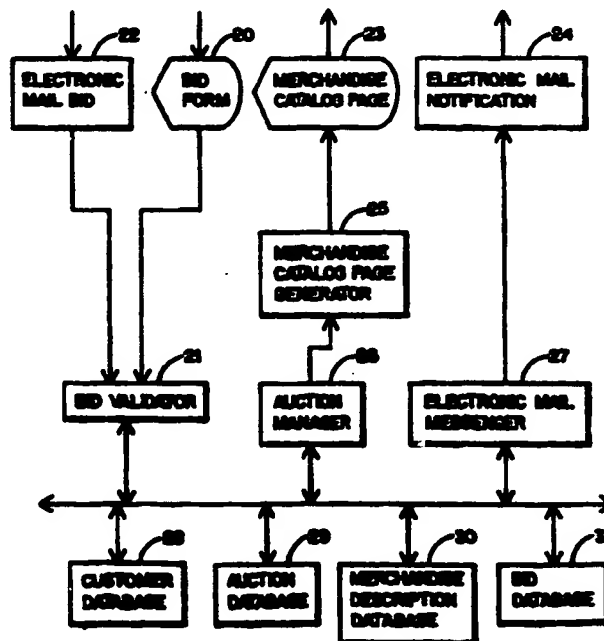 22
20
23
24
ELECTRONIC
MAIL BID
BID
FORM
MERCHANDISE
CATALOG PAGE
ELECTRONIC MAIL
NOTIFICATION
25
MERCHANDISE
CATALOG PAGE
GENERATOR
21
26
27
BID VALIDATOR
AUCTION
MANAGER
ELECTRONIC MAIL
MESSENGER
28
29
30
CUSTOMER
DATABASE
AUCTION
DATABASE
MERCHANDISE
DESCRIPTION
DATABASE
BID
DATABASE